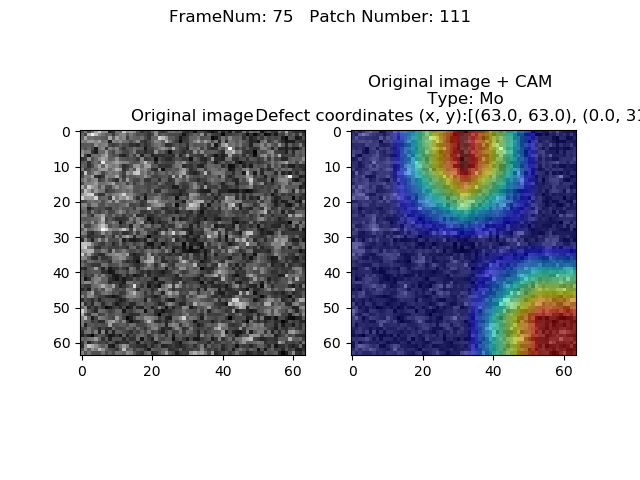 FrameNum: 75   Patch Number: 111
Original image + CAM
Type: Mo
Original image
Defect coordinates (x, y):[(63.0, 63.0), (0.0, 31
0
10
20
30
40
50
60
0 20 40 60
0
10
20
30
40
50
60
0 20 40 60